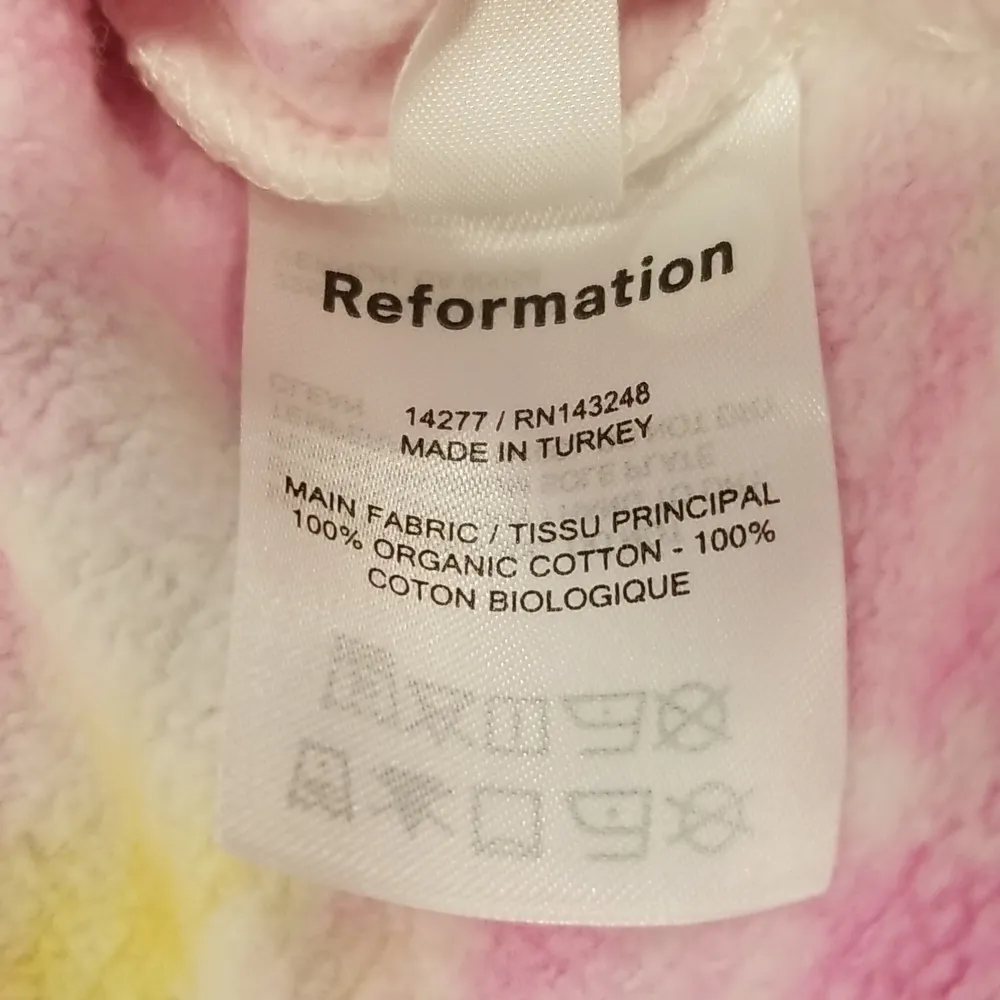 Reformation
14277 / RN143248
MADE IN TURKEY
MAIN FABRIC / TISSU PRINCIPAL
100% ORGANIC COTTON - 100%
COTON BIOLOGIQUE